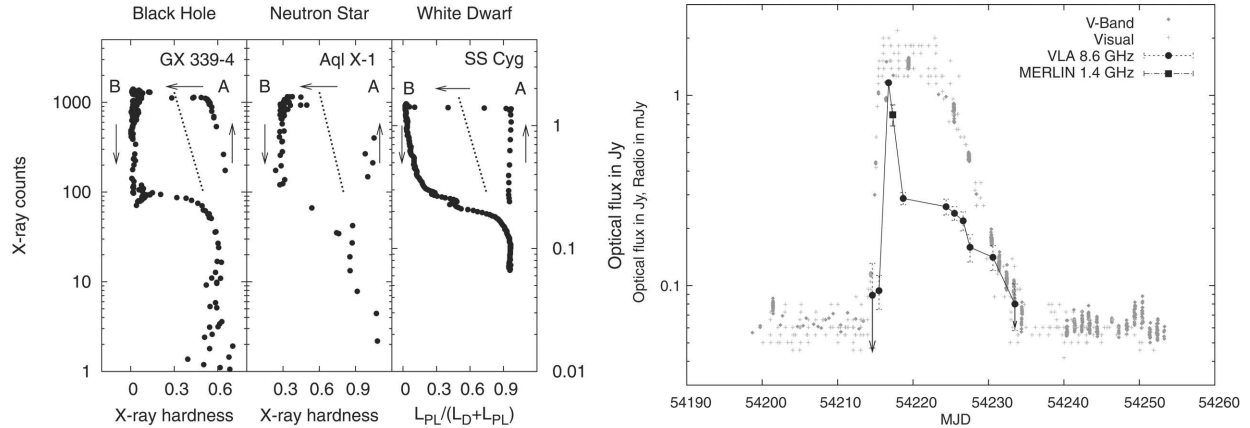 Black Hole
Neutron Star
White Dwarf
GX 339-4
Aql X-1
SS Cyg
B
A
B
A
B
A
1000
100
10
1
X-ray counts
0
0.3
0.6
X-ray hardness
0.3
0.6
0.9
X-ray hardness
0
0.3
0.6
0.9
L_PL/(L_D+L_PL)
1
0.1
0.01
Optical flux in Jy
Optical flux in Jy, Radio in mJy
V-Band
Visual
VLA 8.6 GHz
MERLIN 1.4 GHz
1
0.1
54190
54200
54210
54220
54230
54240
54250
54260
MJD